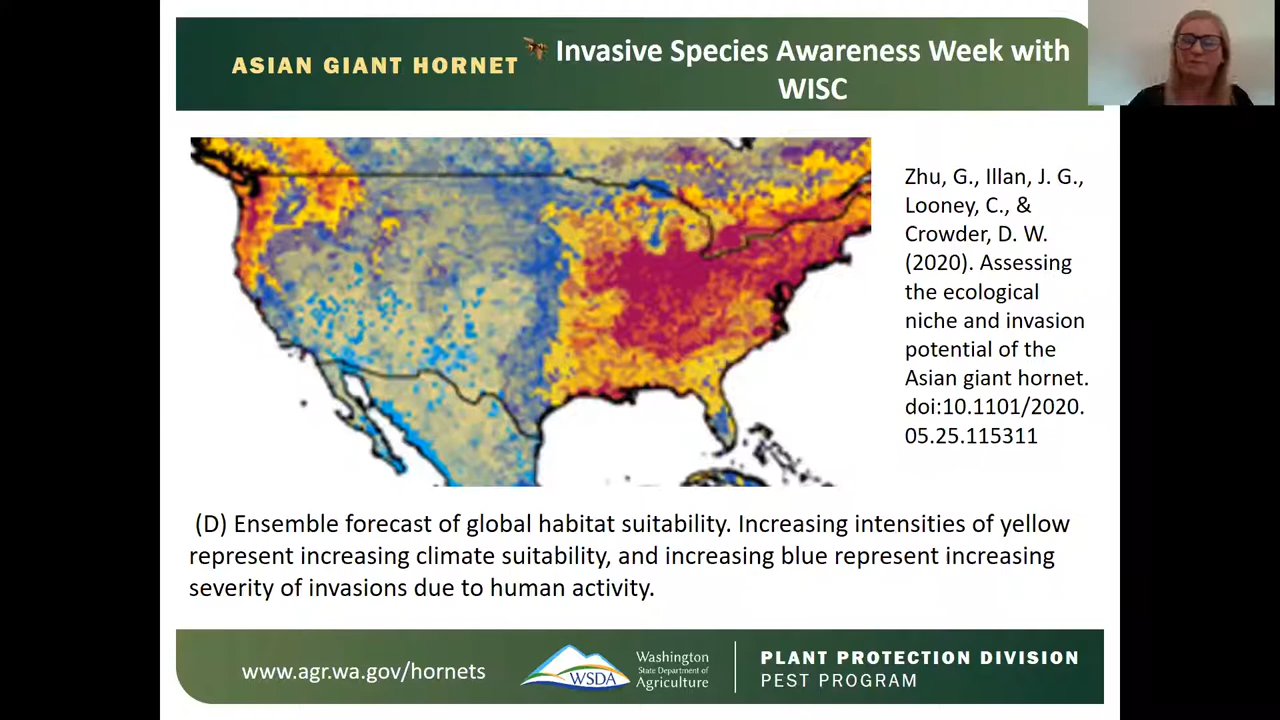 ASIAN GIANT HORNET
Invasive Species Awareness Week with
WISC
Zhu, G., Illan, J. G.,
Looney, C., &
Crowder, D. W.
(2020). Assessing
the ecological
niche and invasion
potential of the
Asian giant hornet.
doi:10.1101/2020.
05.25.115311
(D) Ensemble forecast of global habitat suitability. Increasing intensities of yellow
represent increasing climate suitability, and increasing blue represent increasing
severity of invasions due to human activity.
www.agr.wa.gov/hornets
WSDA
Washington
State Department of
Agriculture
PLANT PROTECTION DIVISION
PEST PROGRAM